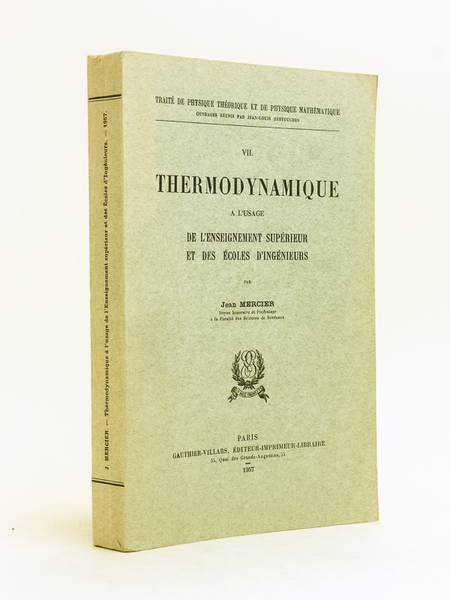 TRAITÉ DE PHYSIQUE THÉORIQUE ET DE PHYSIQUE MATHÉMATIQUE
OUVRAGES RÉUNIS PAR JEAN-LOUIS DESTOUCHES
VII.
THERMODYNAMIQUE
A L'USAGE
DE L'ENSEIGNEMENT SUPÉRIEUR
ET DES ÉCOLES D'INGÉNIEURS
PAR
Jean MERCIER
Doyen honoraire et Professeur
à la Faculté des Sciences de Bordeaux
PARIS
GAUTHIER-VILLARS, ÉDITEUR-IMPRIMEUR-LIBRAIRE
55, Quai des Grands-Augustins, 55
1957
J. MERCIER. — Thermodynamique à l'usage de l'Enseignement supérieur et des Écoles d'Ingénieurs. — 1957.